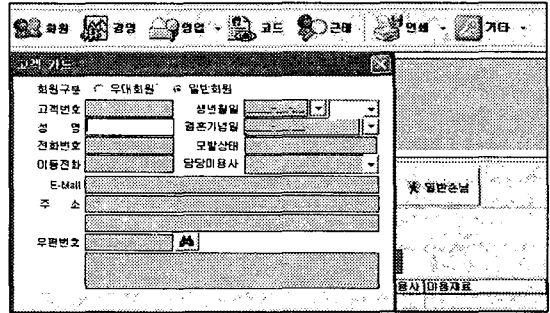 회원 경영 영업 코드 근태 인쇄 기타
고객 카드
회원구분 우대회원 일반회원
고객번호 생년월일
성 명 결혼기념일
전화번호 모발상태
이동전화 담당미용사
E-Mail
주 소
우편번호
일반손님
용사 미용재료